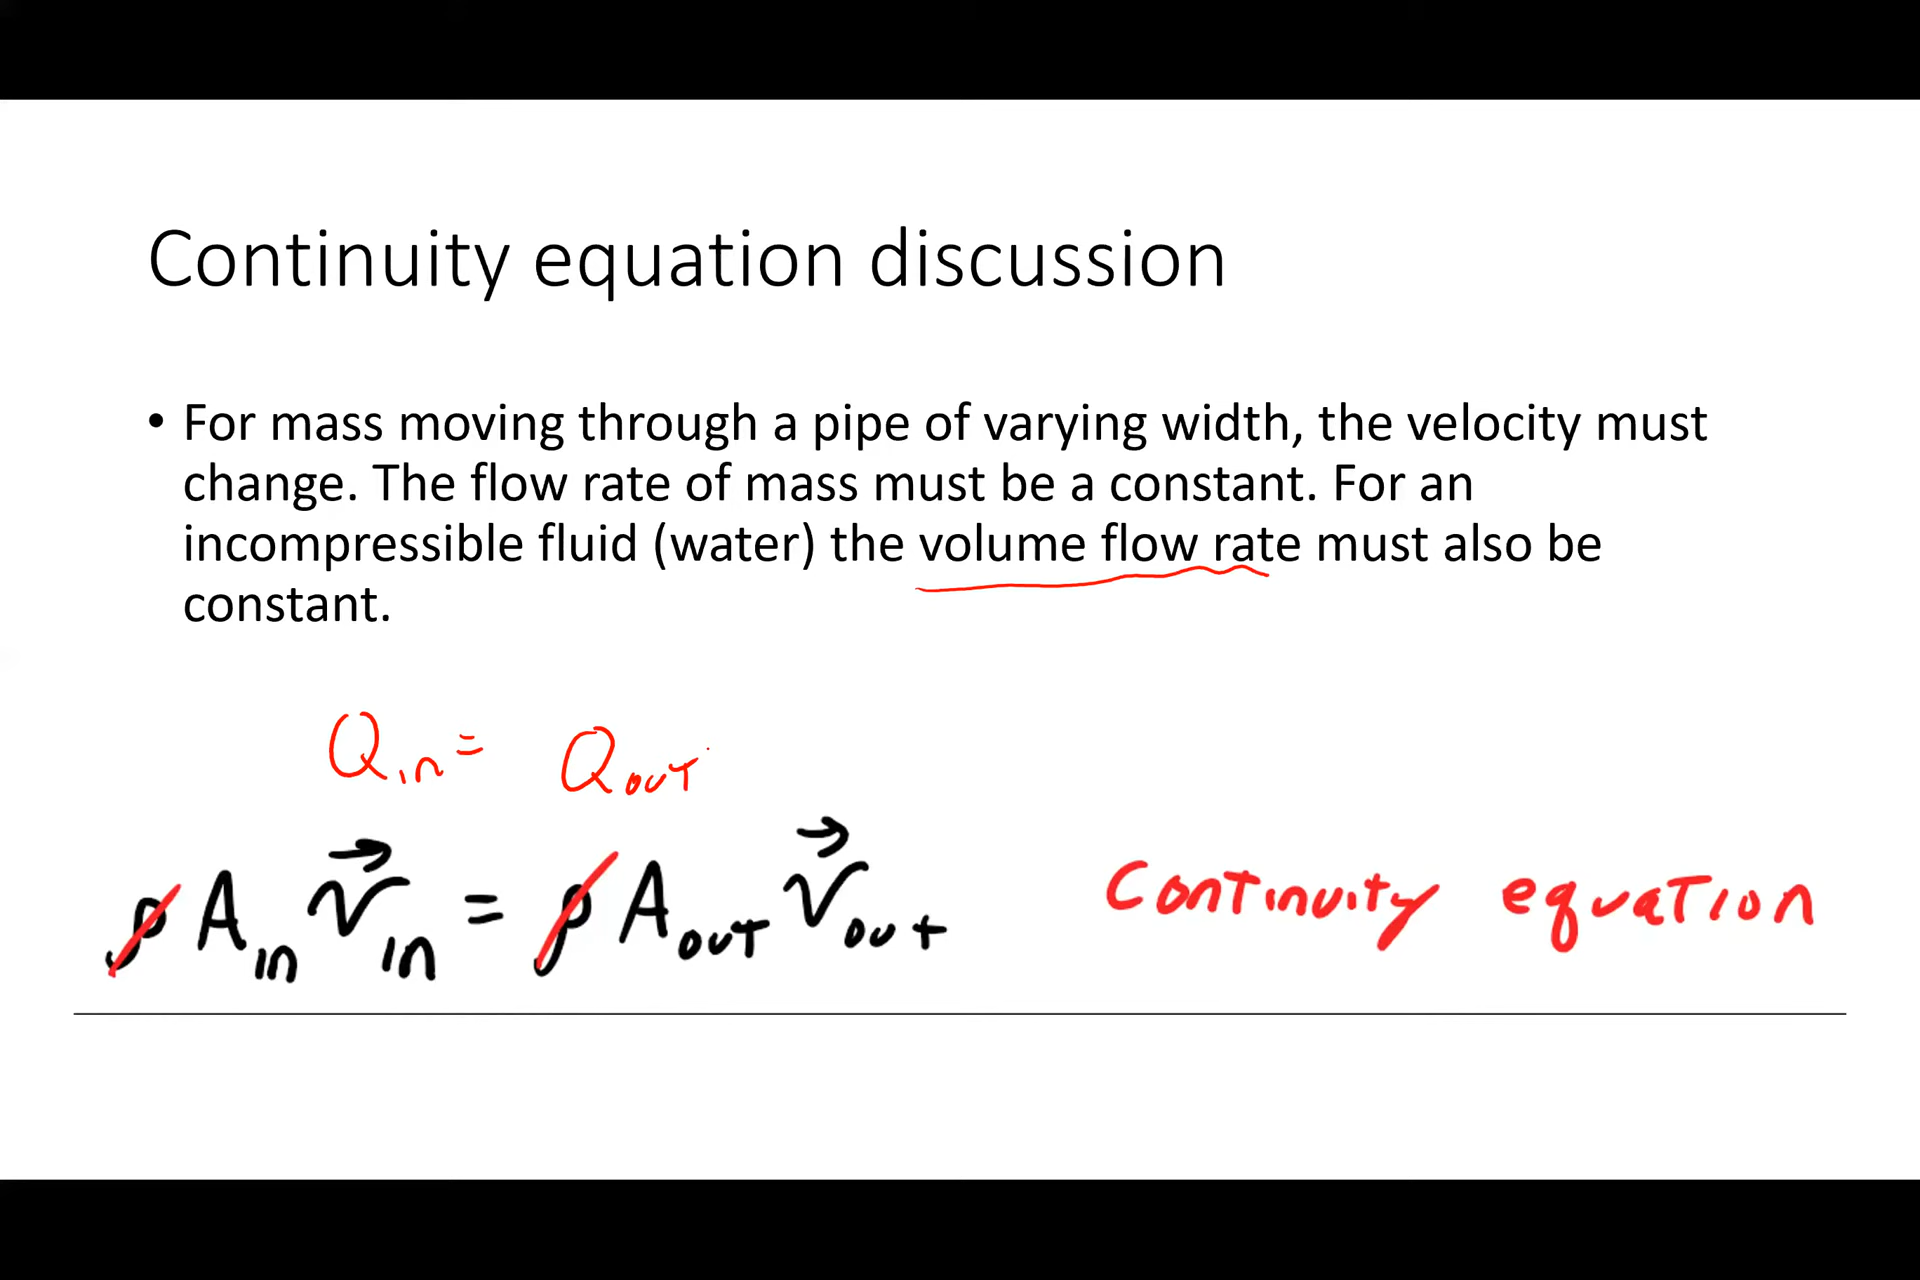 Continuity equation discussion
• For mass moving through a pipe of varying width, the velocity must
change. The flow rate of mass must be a constant. For an
incompressible fluid (water) the volume flow rate must also be
constant.
Qin = Qout
ρ Ain v⃗in = ρ Aout v⃗out
Continuity equation